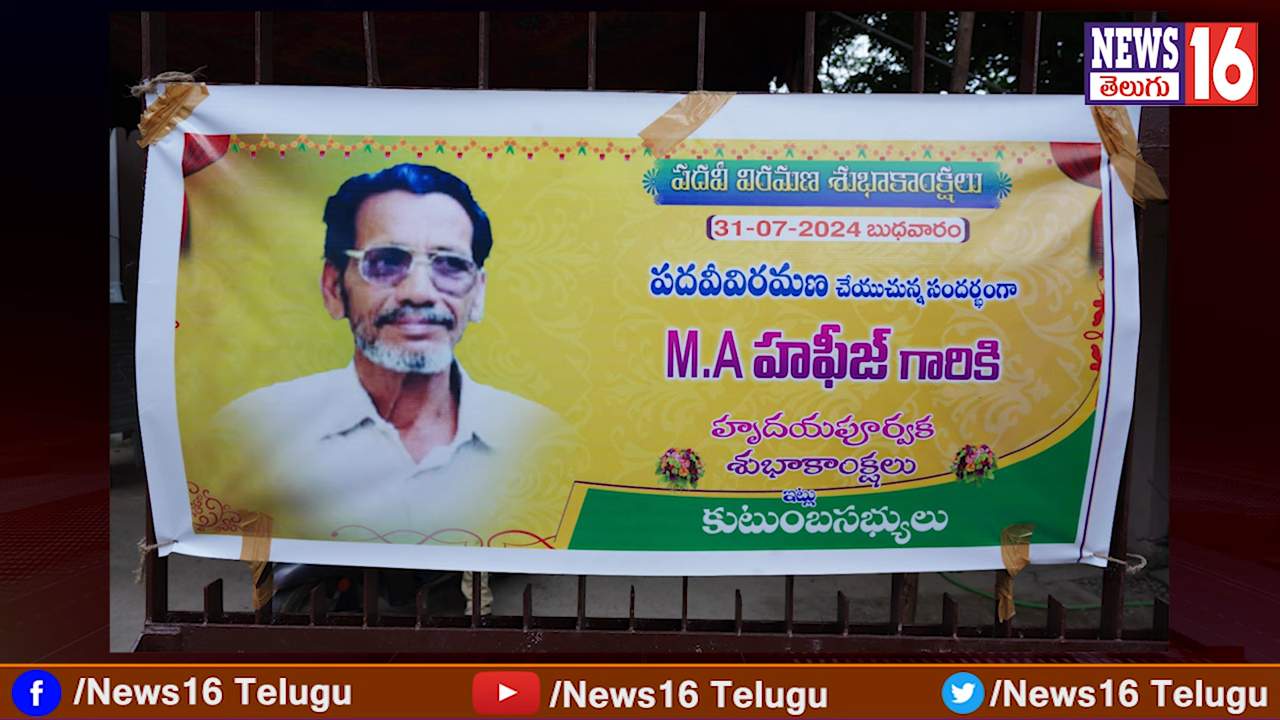 NEWS 16
తెలుగు
పదవీ విరమణ శుభాకాంక్షలు
31-07-2024 బుధవారం
పదవీవిరమణ చేయుచున్న సందర్భంగా
M.A హఫీజ్ గారికి
హృదయపూర్వక
శుభాకాంక్షలు
ఇట్లు
కుటుంబసభ్యులు
/News16 Telugu /News16 Telugu /News16 Telugu